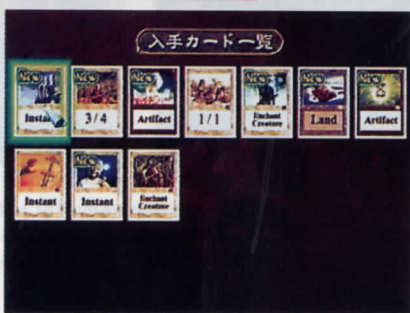 入手カード一覧
New New New New New New
Instant 3/4 Artifact 1/1 Enchant Creature Land Artifact
New New
Instant Instant Enchant Creature